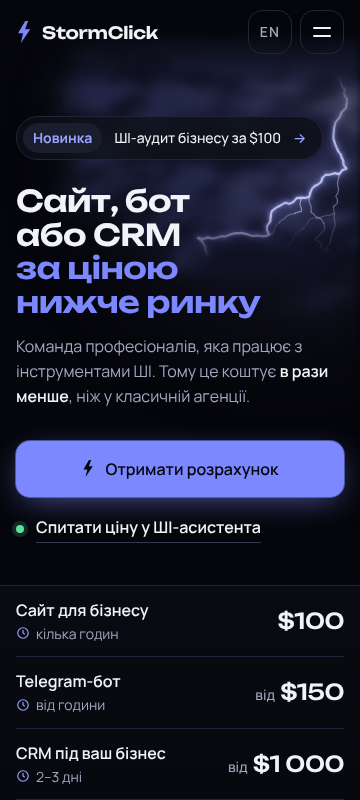 StormClick
EN
Новинка ШІ-аудит бізнесу за $100 →
Сайт, бот
або CRM
за ціною
нижче ринку
Команда професіоналів, яка працює з
інструментами ШІ. Тому це коштує в рази
менше, ніж у класичній агенції.
Отримати розрахунок
Спитати ціну у ШІ-асистента
Сайт для бізнесу
кілька годин
$100
Telegram-бот
від години
від $150
CRM під ваш бізнес
2–3 дні
від $1 000